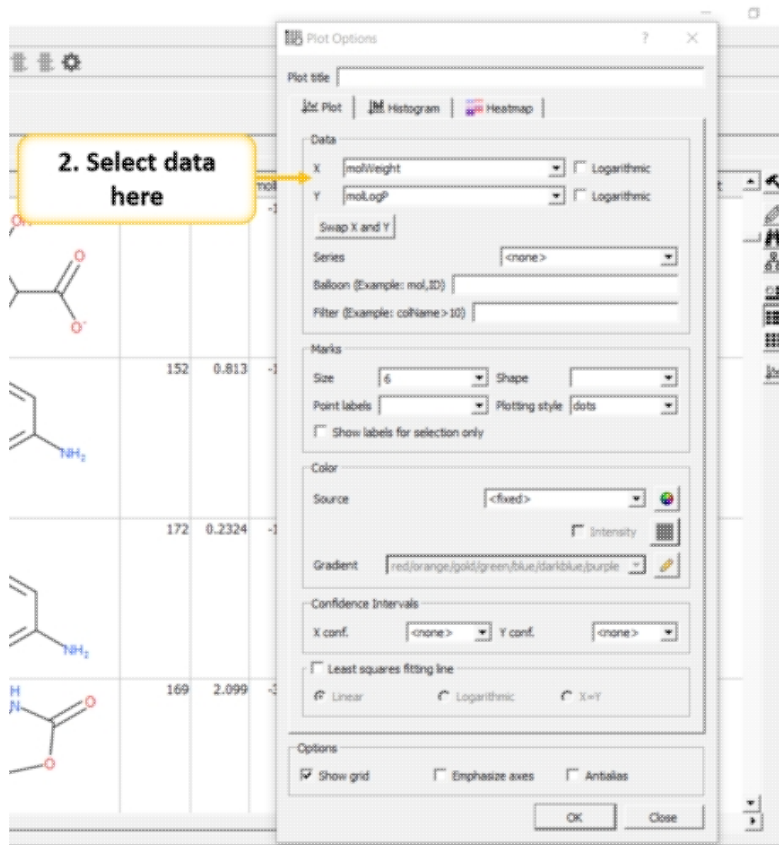 Plot Options
?
Plot title
Plot Histogram Heatmap
2. Select data
here
Data
X molWeight Logarithmic
Y molLogP Logarithmic
Swap X and Y
Series <none>
Balloon (Example: mol,ID)
Filter (Example: colName>10)
Marks
Size 6 Shape
Point labels Plotting style dots
Show labels for selection only
Color
Source <fixed>
Intensity
Gradient red/orange/gold/green/blue/darkblue/purple
Confidence Intervals
X conf. <none> Y conf. <none>
Least squares fitting line
Linear Logarithmic X=Y
Options
Show grid Emphasize axes Antialias
OK Close
O
O⁻
152 0.813
NH₂
172 0.2324
NH₂
169 2.099
H
N
O
O